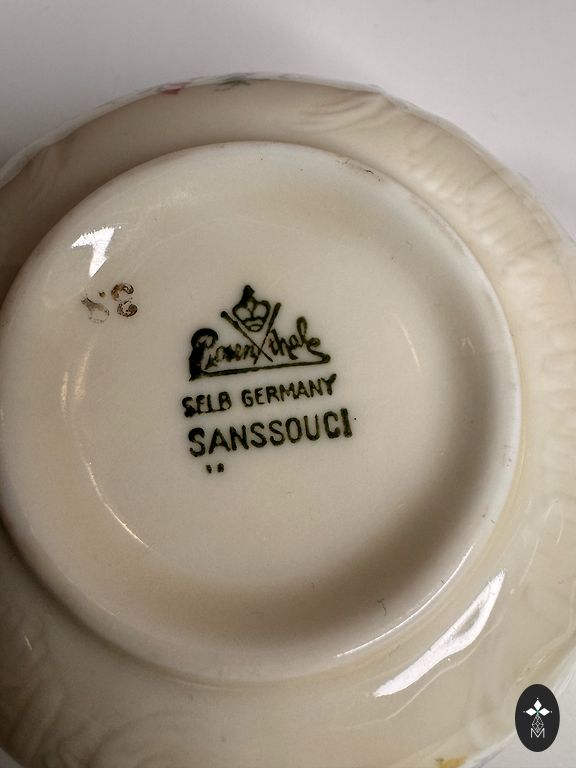 Rosenthal
SELB GERMANY
SANSSOUCI
M